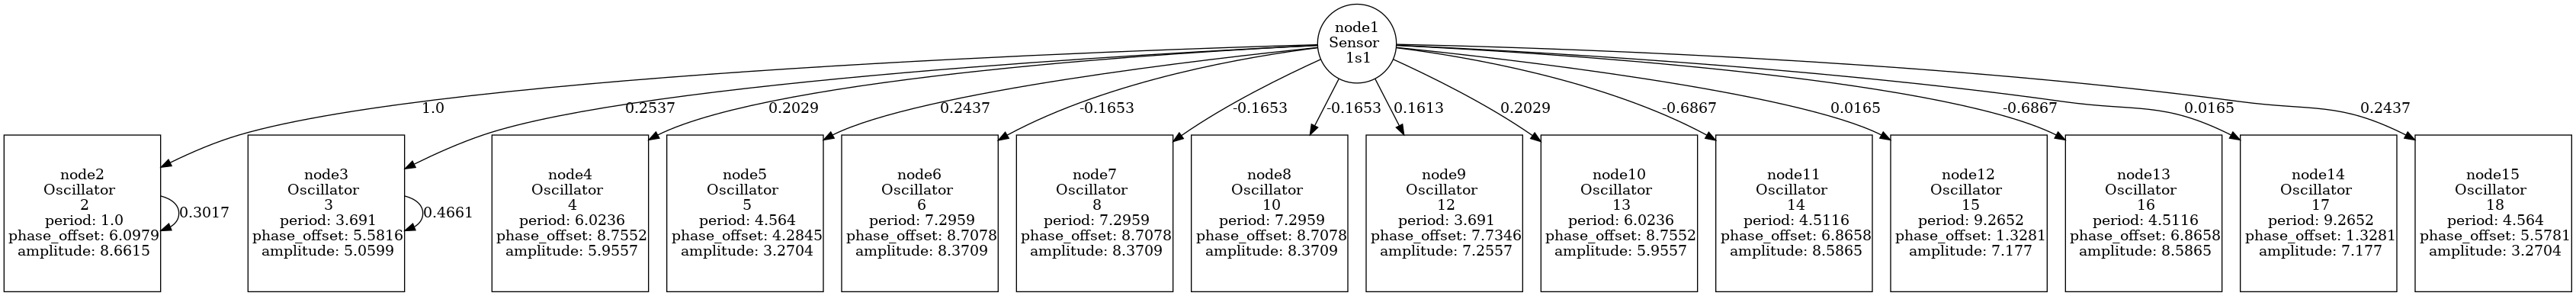 node1
Sensor
1s1
1.0
0.2537
0.2029
0.2437
-0.1653
-0.1653
-0.1653
0.1613
0.2029
-0.6867
0.0165
-0.6867
0.0165
0.2437
node2
Oscillator
2
period: 1.0
phase_offset: 6.0979
amplitude: 8.6615
0.3017
node3
Oscillator
3
period: 3.691
phase_offset: 5.5816
amplitude: 5.0599
0.4661
node4
Oscillator
4
period: 6.0236
phase_offset: 8.7552
amplitude: 5.9557
node5
Oscillator
5
period: 4.564
phase_offset: 4.2845
amplitude: 3.2704
node6
Oscillator
6
period: 7.2959
phase_offset: 8.7078
amplitude: 8.3709
node7
Oscillator
8
period: 7.2959
phase_offset: 8.7078
amplitude: 8.3709
node8
Oscillator
10
period: 7.2959
phase_offset: 8.7078
amplitude: 8.3709
node9
Oscillator
12
period: 3.691
phase_offset: 7.7346
amplitude: 7.2557
node10
Oscillator
13
period: 6.0236
phase_offset: 8.7552
amplitude: 5.9557
node11
Oscillator
14
period: 4.5116
phase_offset: 6.8658
amplitude: 8.5865
node12
Oscillator
15
period: 9.2652
phase_offset: 1.3281
amplitude: 7.177
node13
Oscillator
16
period: 4.5116
phase_offset: 6.8658
amplitude: 8.5865
node14
Oscillator
17
period: 9.2652
phase_offset: 1.3281
amplitude: 7.177
node15
Oscillator
18
period: 4.564
phase_offset: 5.5781
amplitude: 3.2704